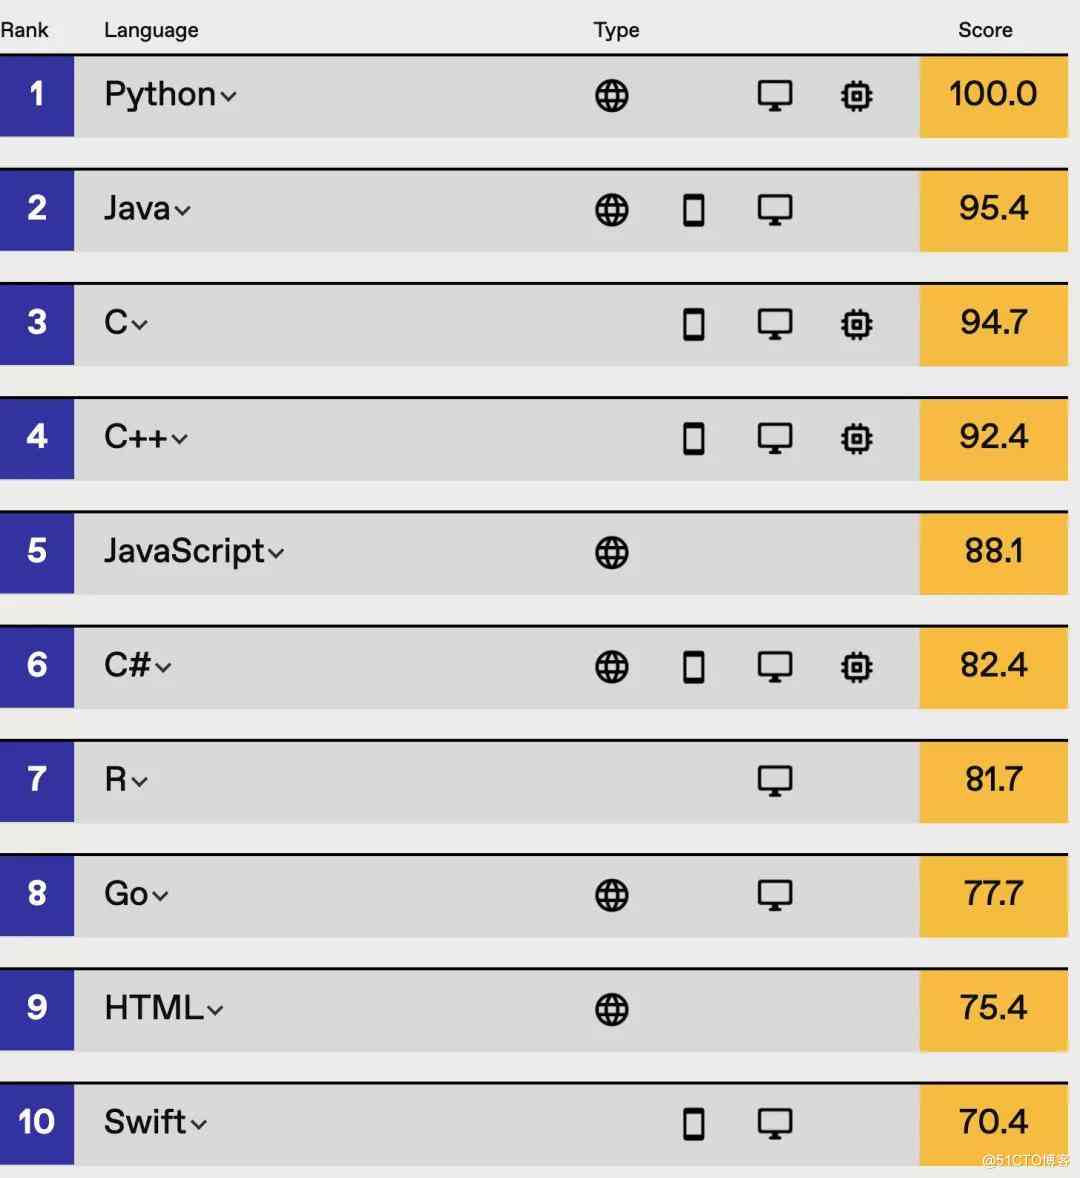 Rank Language Type Score
1 Python 100.0
2 Java 95.4
3 C 94.7
4 C++ 92.4
5 JavaScript 88.1
6 C# 82.4
7 R 81.7
8 Go 77.7
9 HTML 75.4
10 Swift 70.4
@51CTO博客